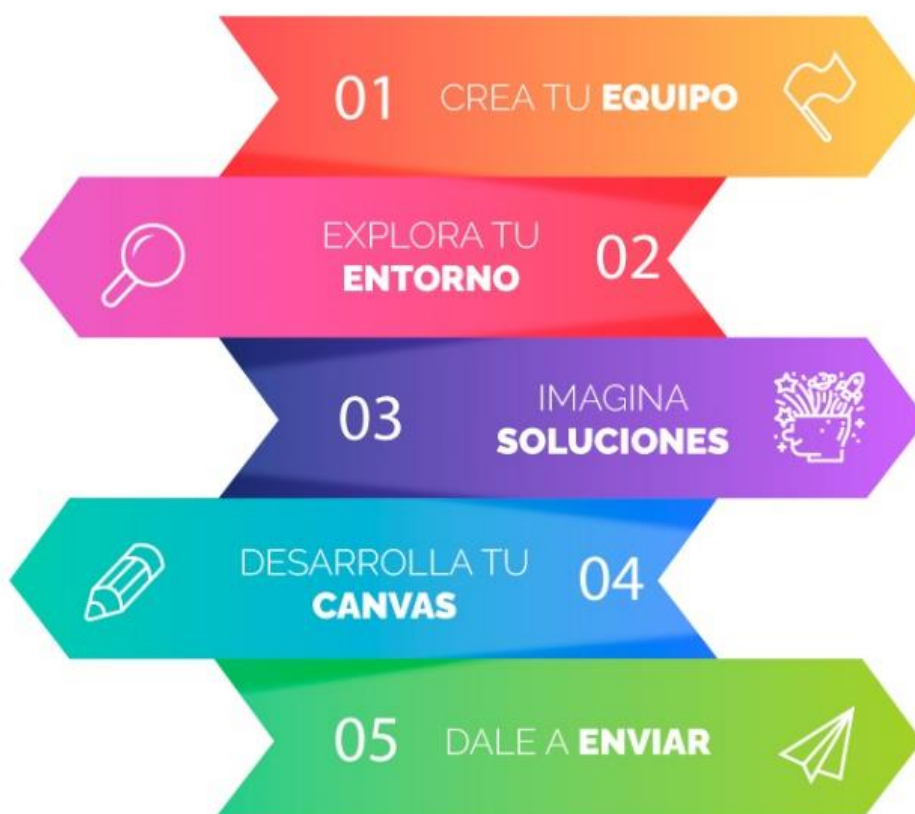 01 CREA TU EQUIPO
EXPLORA TU
ENTORNO 02
03 IMAGINA
SOLUCIONES
DESARROLLA TU
CANVAS 04
05 DALE A ENVIAR